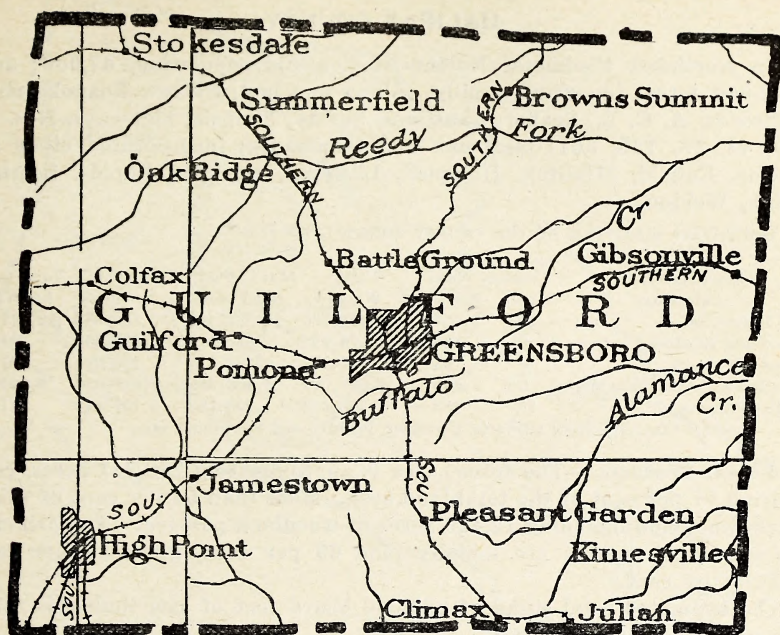 Stokesdale
Summerfield
Browns Summit
SOUTHERN
SOUTHERN
Reedy
Fork
Oak Ridge
Cr
Battle Ground
Gibsonville
SOUTHERN
Colfax
GUILFORD
Guilford
Pomona
GREENSBORO
Buffalo
Alamance
Cr.
Jamestown
SOU.
SOU.
Pleasant Garden
High Point
Kimesville
SOU.
Climax
Julian